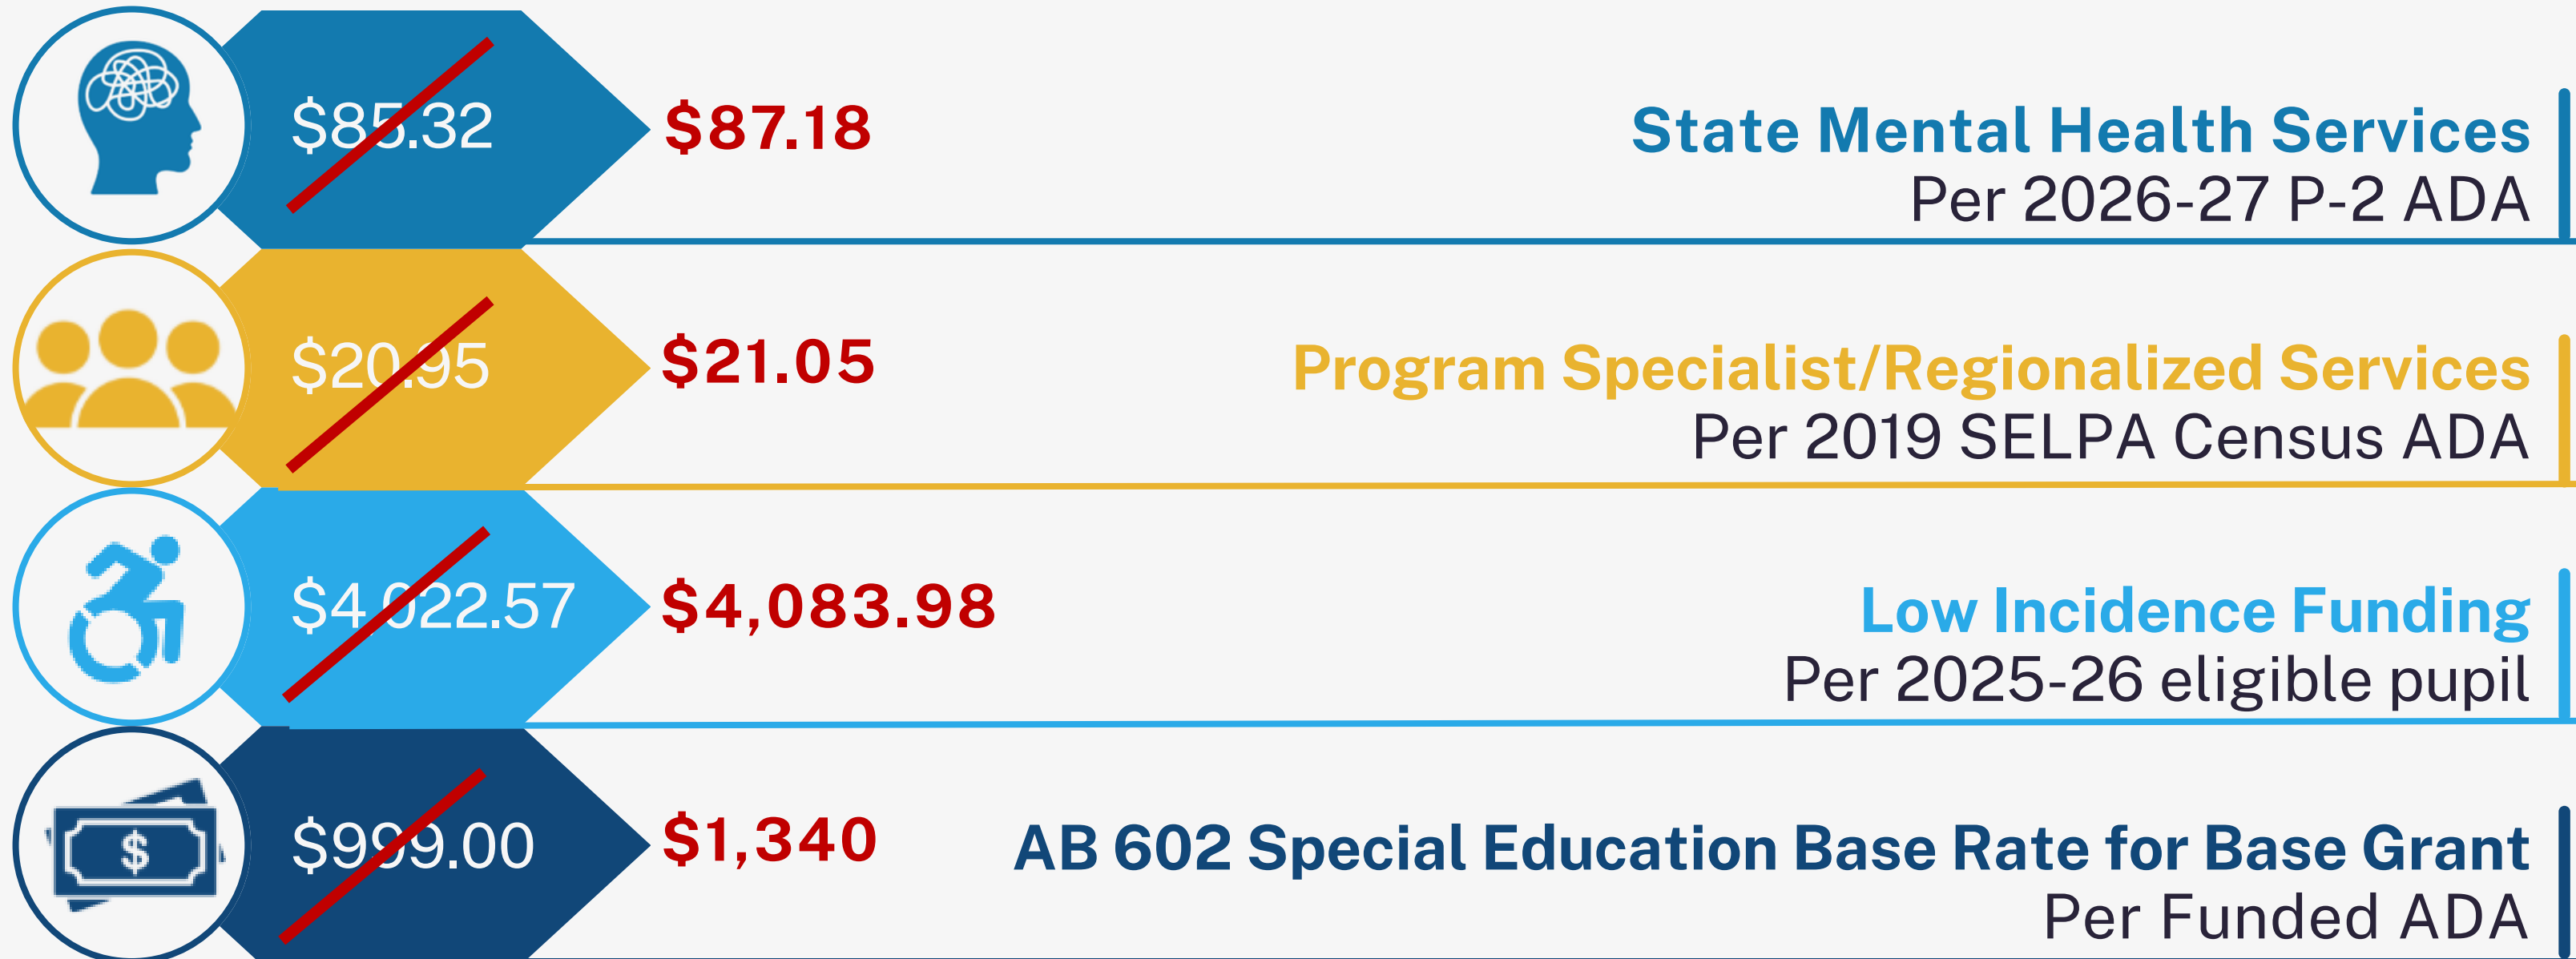 $85.32
$87.18
State Mental Health Services
Per 2026-27 P-2 ADA
$20.95
$21.05
Program Specialist/Regionalized Services
Per 2019 SELPA Census ADA
$4,022.57
$4,083.98
Low Incidence Funding
Per 2025-26 eligible pupil
$
$999.00
$1,340
AB 602 Special Education Base Rate for Base Grant
Per Funded ADA